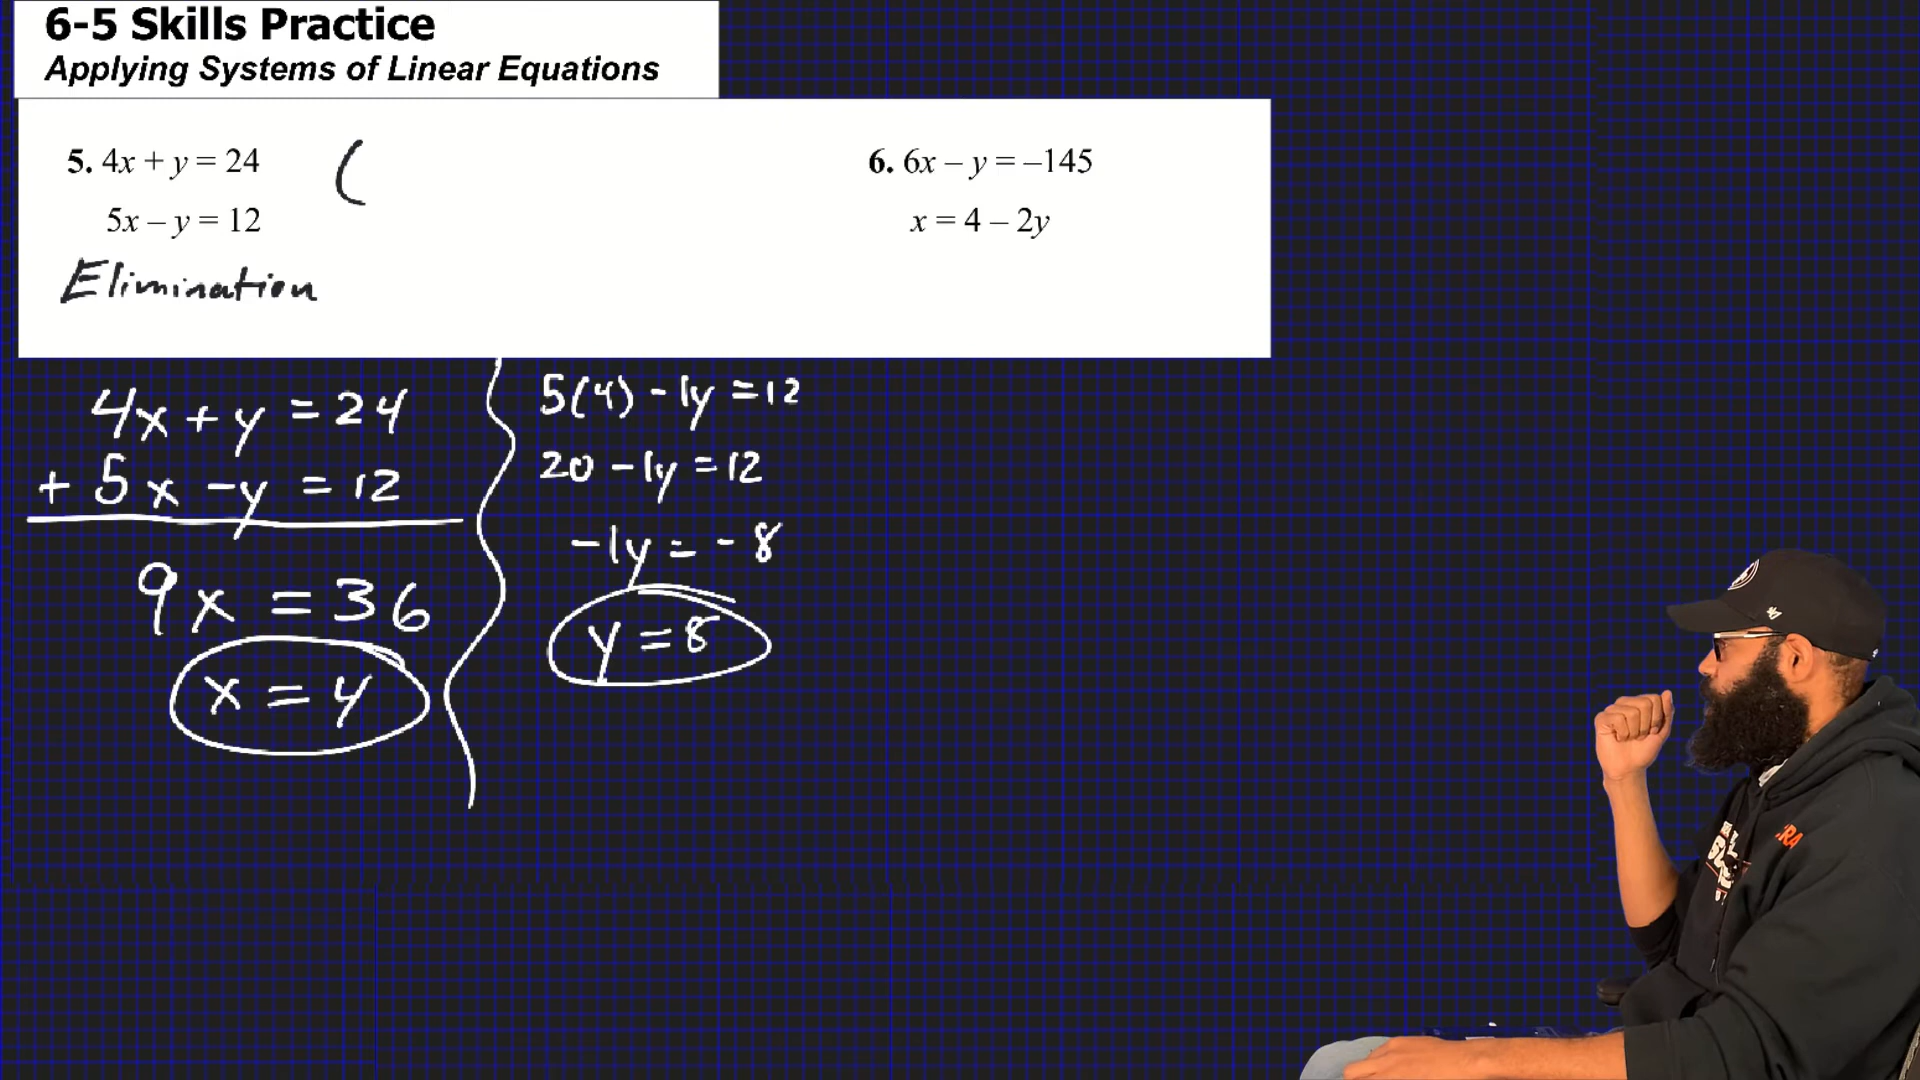 6-5 Skills Practice
Applying Systems of Linear Equations
5. 4x + y = 24 (
5x – y = 12
Elimination
6. 6x – y = –145
x = 4 – 2y
4x + y = 24
+ 5x - y = 12
9x = 36
x = 4
5(4) - 1y = 12
20 - 1y = 12
-1y = -8
y = 8